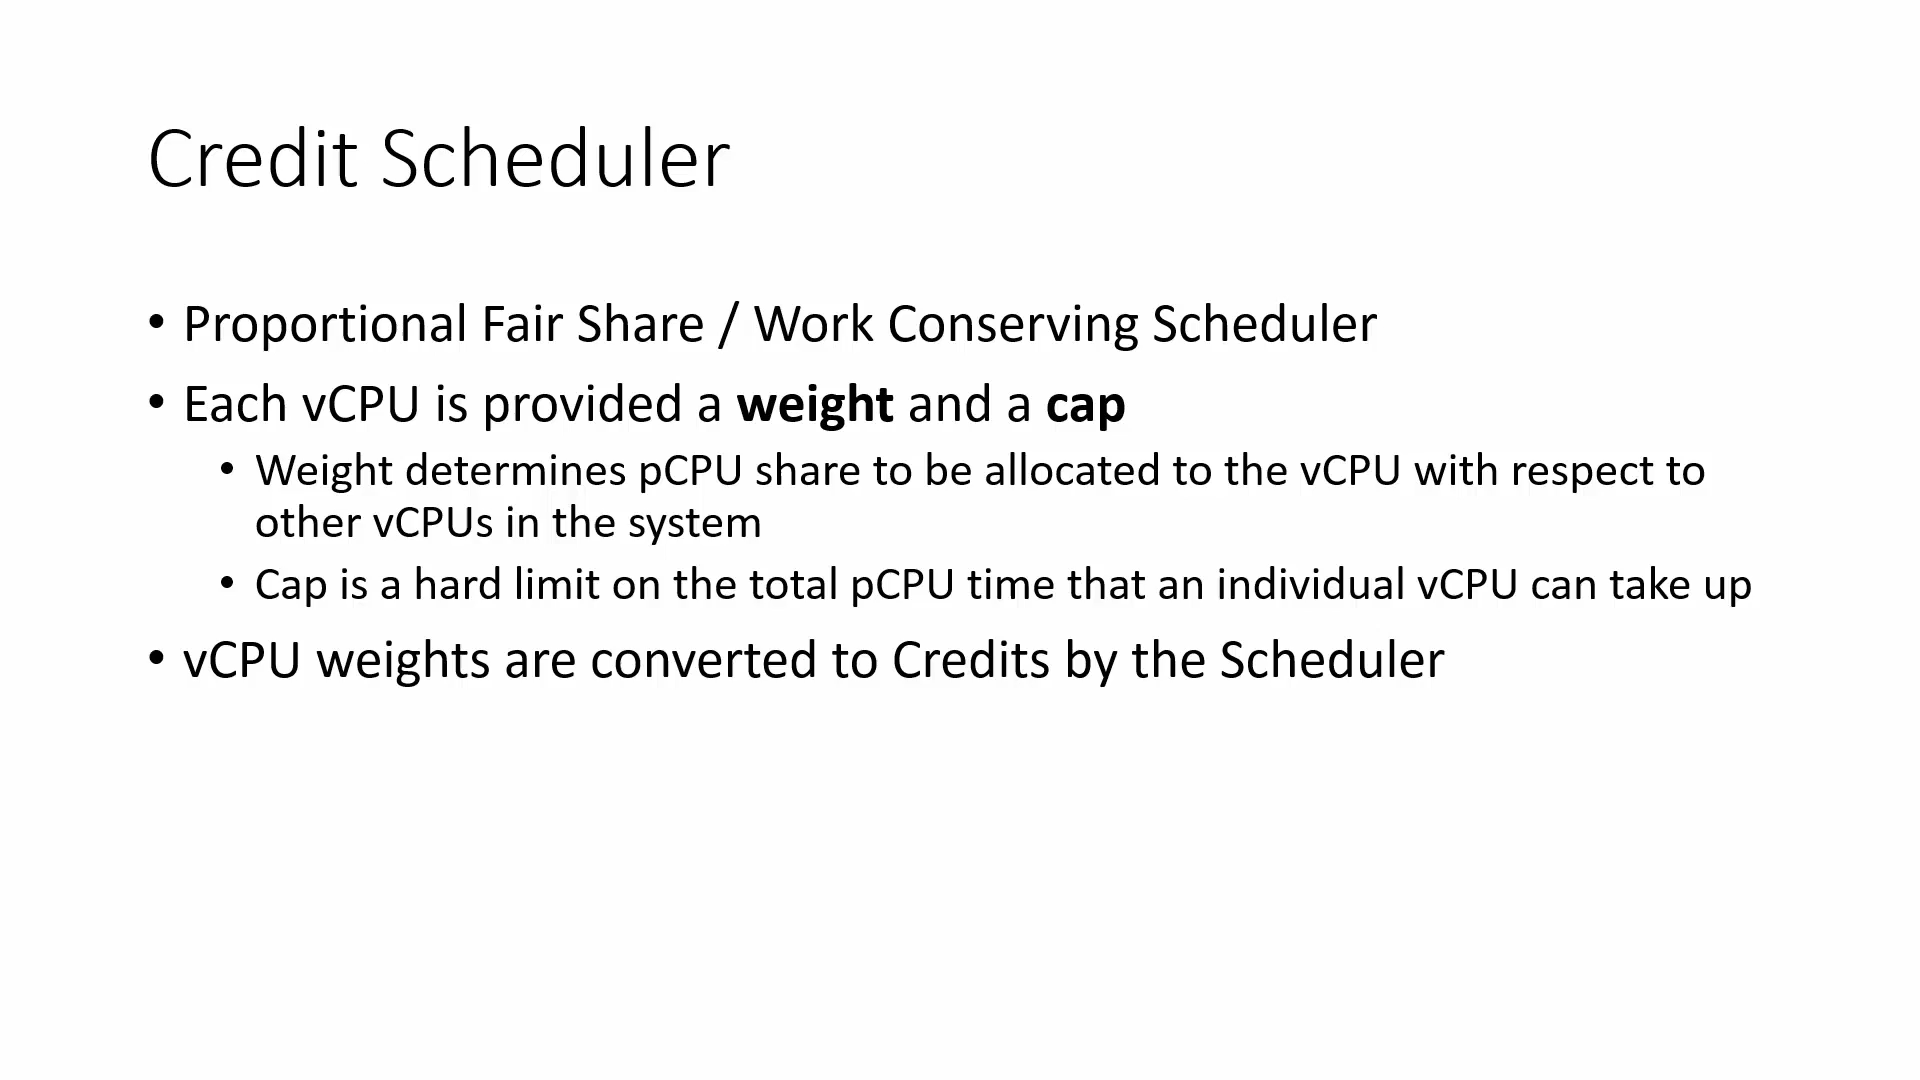 Credit Scheduler
• Proportional Fair Share / Work Conserving Scheduler
• Each vCPU is provided a weight and a cap
• Weight determines pCPU share to be allocated to the vCPU with respect to
other vCPUs in the system
• Cap is a hard limit on the total pCPU time that an individual vCPU can take up
• vCPU weights are converted to Credits by the Scheduler